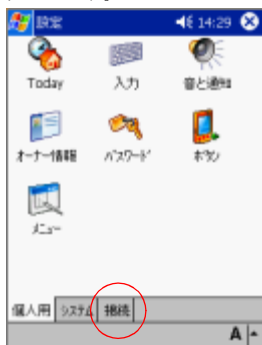 設定 14:29
Today 入力 音と通知
オーナー情報 パスワード ボタン
メニュー
個人用 システム 接続
A